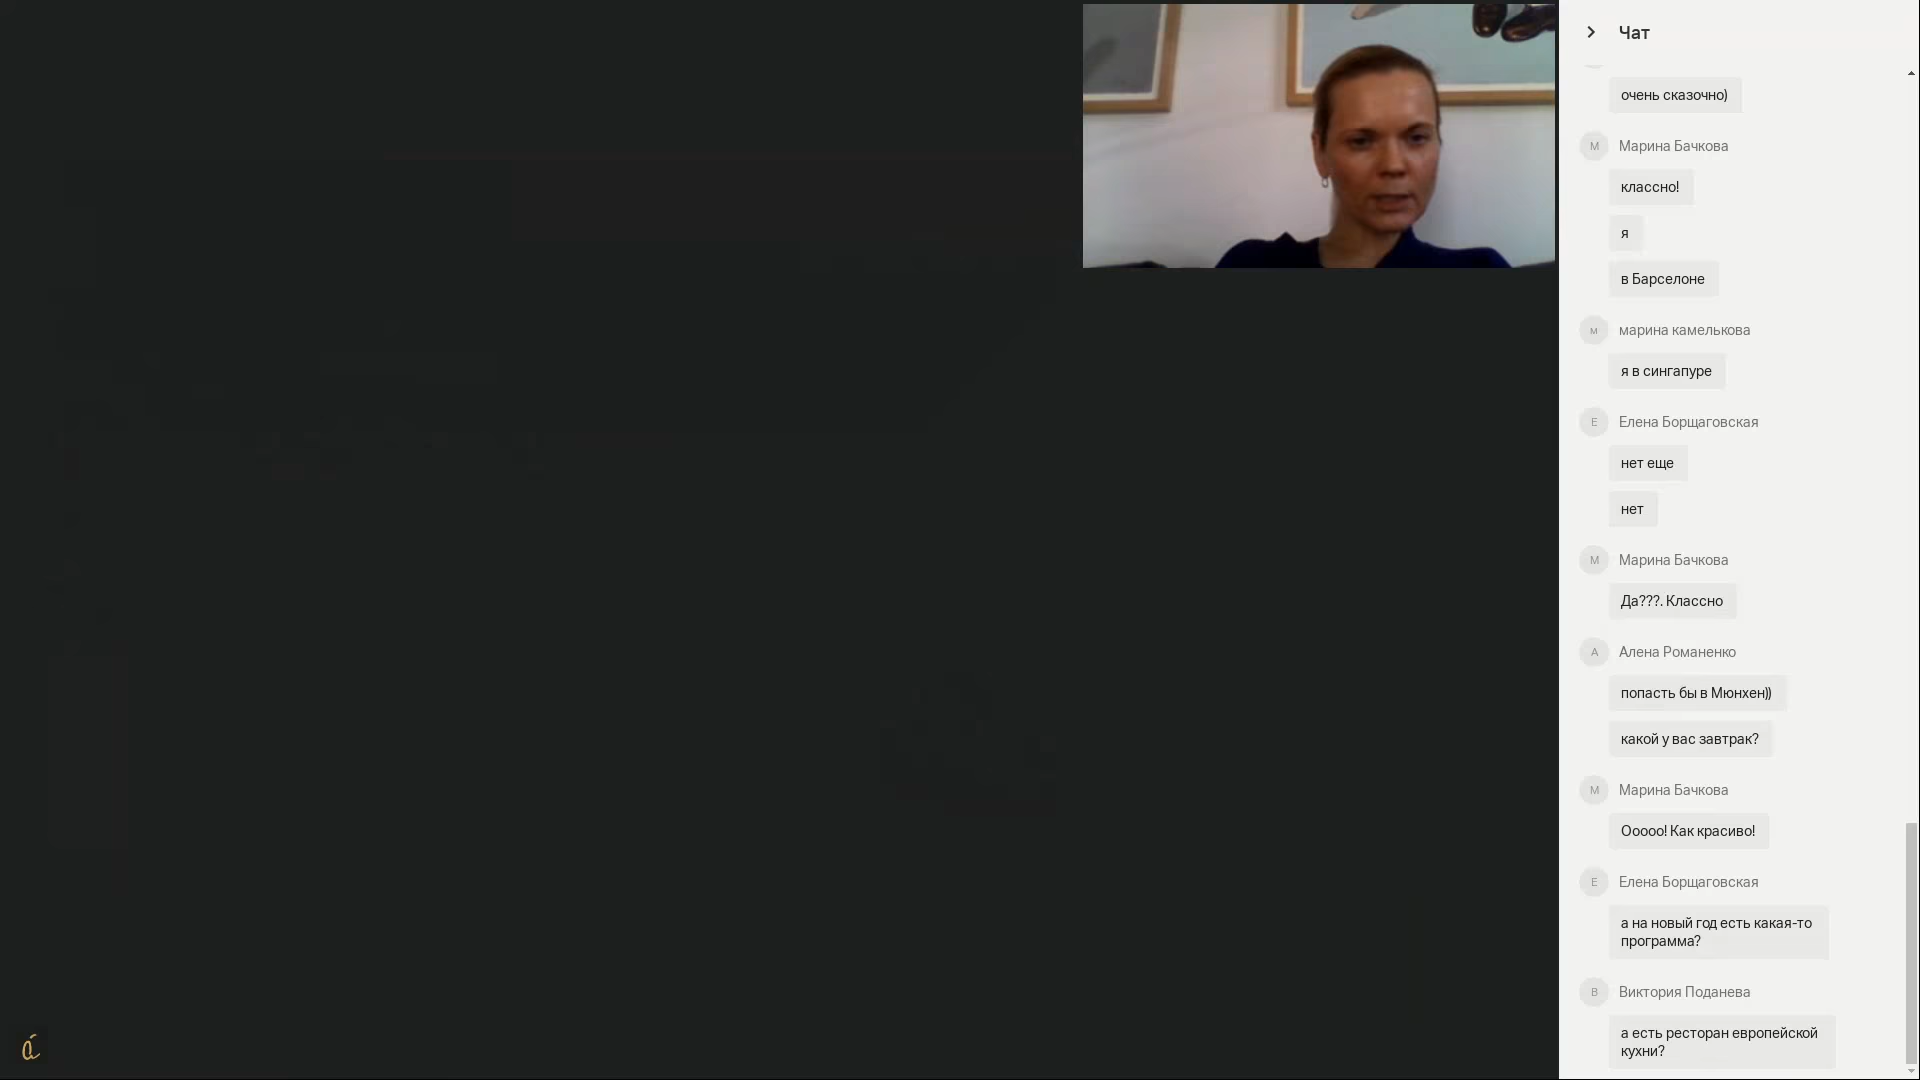 Чат
очень сказочно)
М
Марина Бачкова
классно!
я
в Барселоне
м
марина камелькова
я в сингапуре
Е
Елена Борщаговская
нет еще
нет
М
Марина Бачкова
Да???. Классно
А
Алена Романенко
попасть бы в Мюнхен))
какой у вас завтрак?
М
Марина Бачкова
Ооооо! Как красиво!
Е
Елена Борщаговская
а на новый год есть какая-то
программа?
В
Виктория Поданева
а есть ресторан европейской
кухни?
á